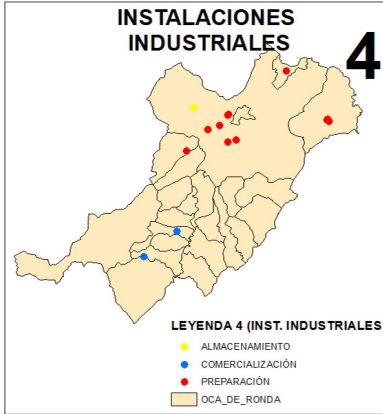 INSTALACIONES
INDUSTRIALES
4
LEYENDA 4 (INST. INDUSTRIALES
ALMACENAMIENTO
COMERCIALIZACIÓN
PREPARACIÓN
OCA_DE_RONDA